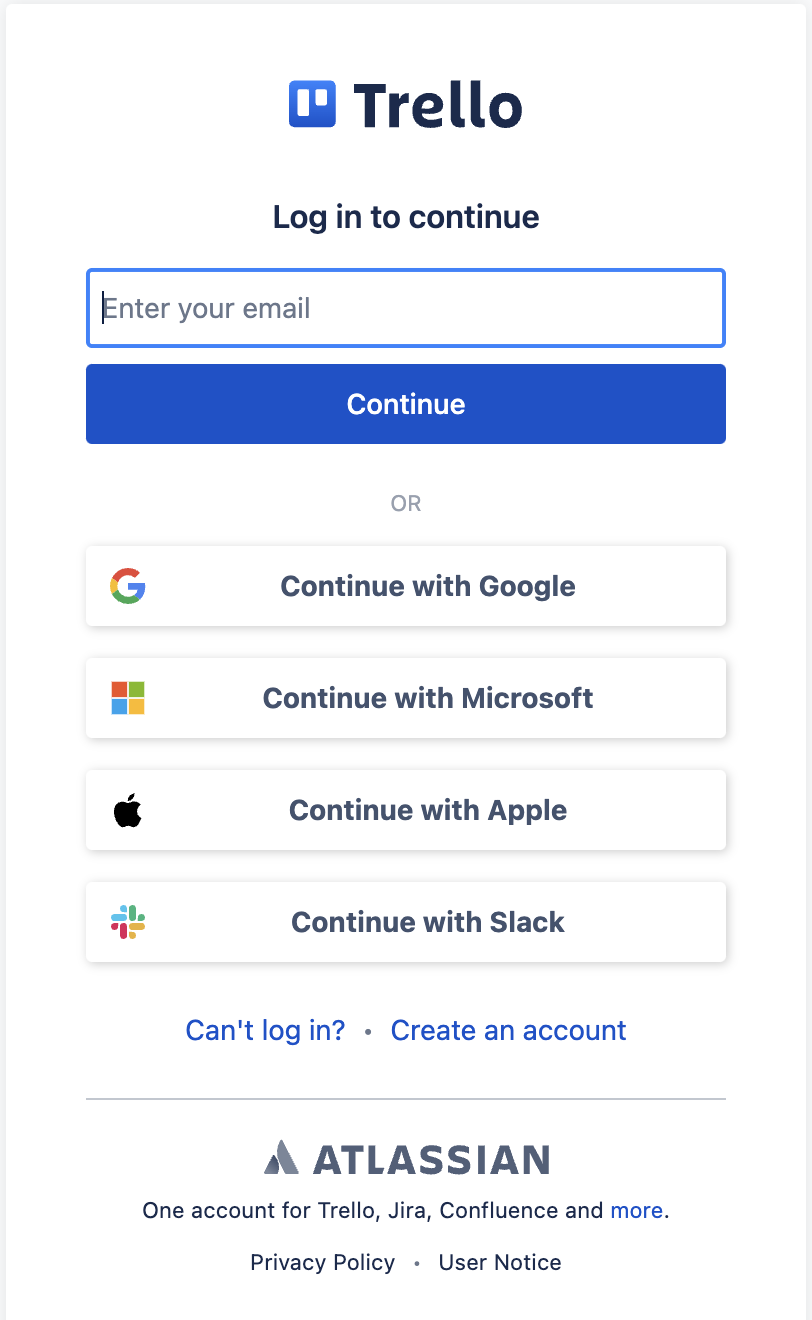 Trello
Log in to continue
Enter your email
Continue
OR
Continue with Google
Continue with Microsoft
Continue with Apple
Continue with Slack
Can't log in? • Create an account
ATLASSIAN
One account for Trello, Jira, Confluence and more.
Privacy Policy • User Notice